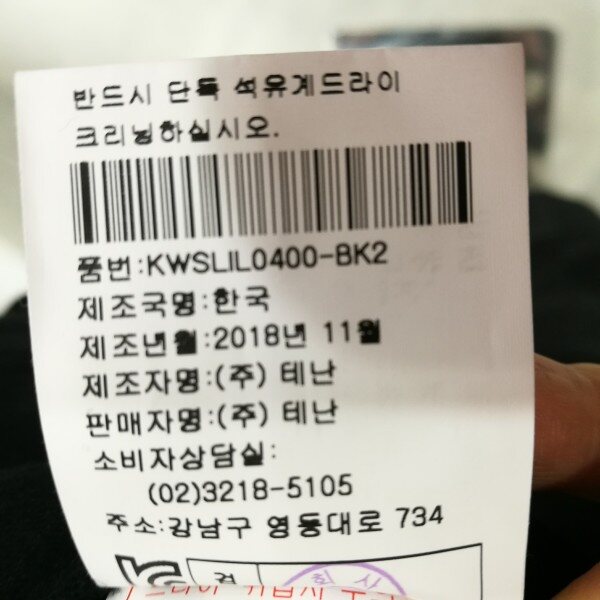 반드시 단독 석유계드라이
크리닝하십시오.
품번:KWSLIL0400-BK2
제조국명:한국
제조년월:2018년 11월
제조자명:(주) 테난
판매자명:(주) 테난
소비자상담실:
(02)3218-5105
주소:강남구 영동대로 734